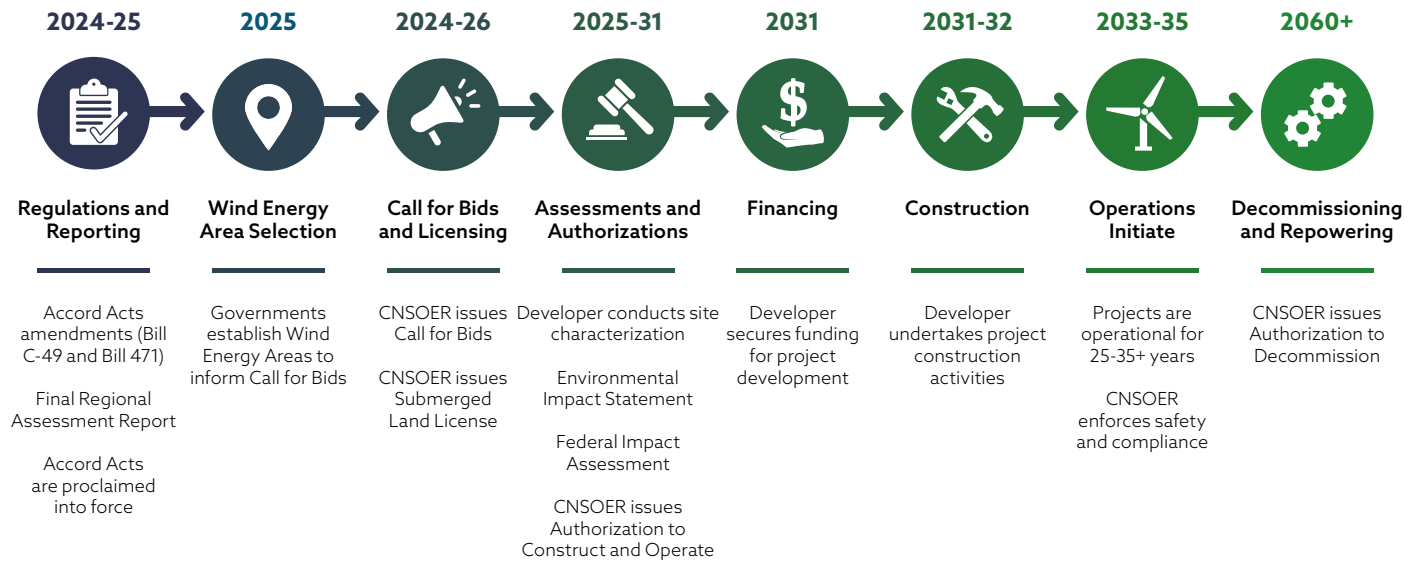 2024-25
Regulations and
Reporting
Accord Acts
amendments (Bill
C-49 and Bill 471)
Final Regional
Assessment Report
Accord Acts
are proclaimed
into force
2025
Wind Energy
Area Selection
Governments
establish Wind
Energy Areas to
inform Call for Bids
2024-26
Call for Bids
and Licensing
CNSOER issues
Call for Bids
CNSOER issues
Submerged
Land License
2025-31
Assessments and
Authorizations
Developer conducts site
characterization
Environmental
Impact Statement
Federal Impact
Assessment
CNSOER issues
Authorization to
Construct and Operate
2031
Financing
Developer
secures funding
for project
development
2031-32
Construction
Developer
undertakes project
construction
activities
2033-35
Operations
Initiate
Projects are
operational for
25-35+ years
CNSOER
enforces safety
and compliance
2060+
Decommissioning
and Repowering
CNSOER issues
Authorization to
Decommission